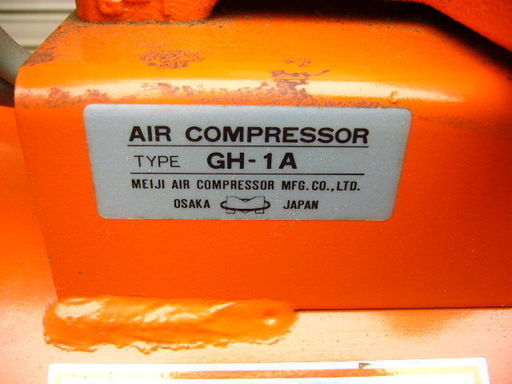 AIR COMPRESSOR
TYPE GH-1A
MEIJI AIR COMPRESSOR MFG.CO.,LTD.
OSAKA JAPAN